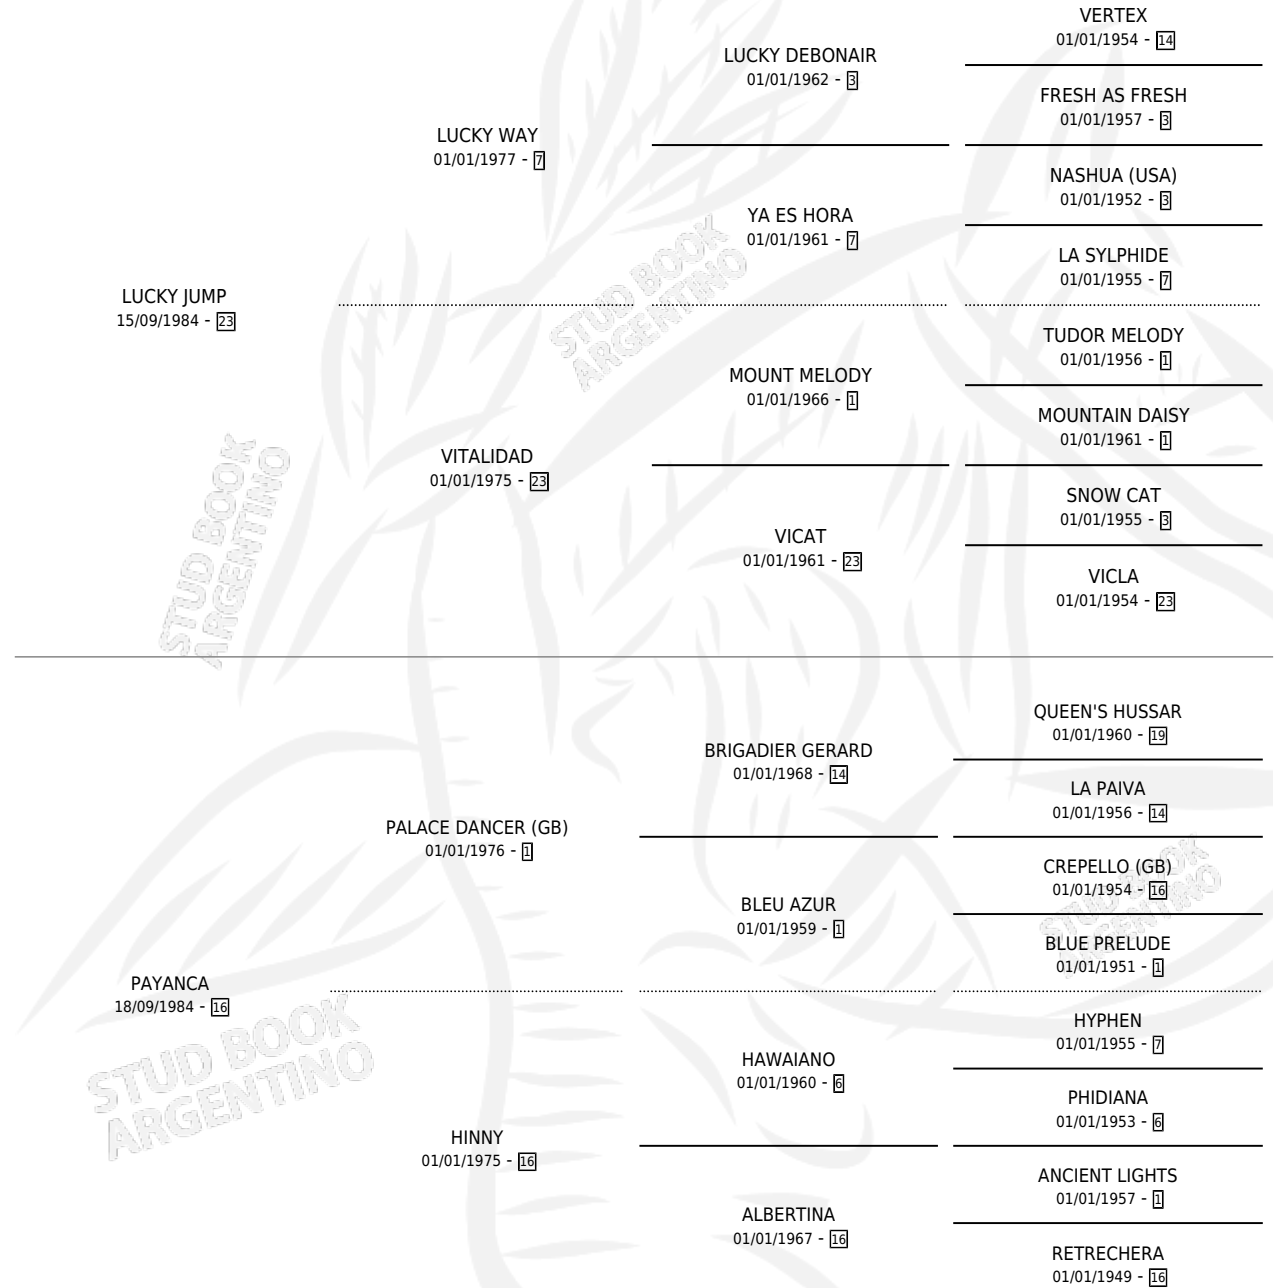 VERTEX
01/01/1954 - 14
LUCKY DEBONAIR
01/01/1962 - 3
FRESH AS FRESH
01/01/1957 - 3
LUCKY WAY
01/01/1977 - 7
NASHUA (USA)
01/01/1952 - 3
YA ES HORA
01/01/1961 - 7
LA SYLPHIDE
01/01/1955 - 7
LUCKY JUMP
15/09/1984 - 23
STUD BOOK
ARGENTINO
TUDOR MELODY
01/01/1956 - 1
MOUNT MELODY
01/01/1966 - 1
MOUNTAIN DAISY
01/01/1961 - 1
VITALIDAD
01/01/1975 - 23
SNOW CAT
01/01/1955 - 3
VICAT
01/01/1961 - 23
VICLA
01/01/1954 - 23
STUD BOOK
ARGENTINO
QUEEN'S HUSSAR
01/01/1960 - 19
BRIGADIER GERARD
01/01/1968 - 14
LA PAIVA
01/01/1956 - 14
PALACE DANCER (GB)
01/01/1976 - 1
CREPELLO (GB)
01/01/1954 - 16
BLEU AZUR
01/01/1959 - 1
STUD BOOK
ARGENTINO
BLUE PRELUDE
01/01/1951 - 1
PAYANCA
18/09/1984 - 16
HYPHEN
01/01/1955 - 7
HAWAIANO
01/01/1960 - 6
STUD BOOK
ARGENTINO
PHIDIANA
01/01/1953 - 6
HINNY
01/01/1975 - 16
ANCIENT LIGHTS
01/01/1957 - 1
ALBERTINA
01/01/1967 - 16
RETRECHERA
01/01/1949 - 16